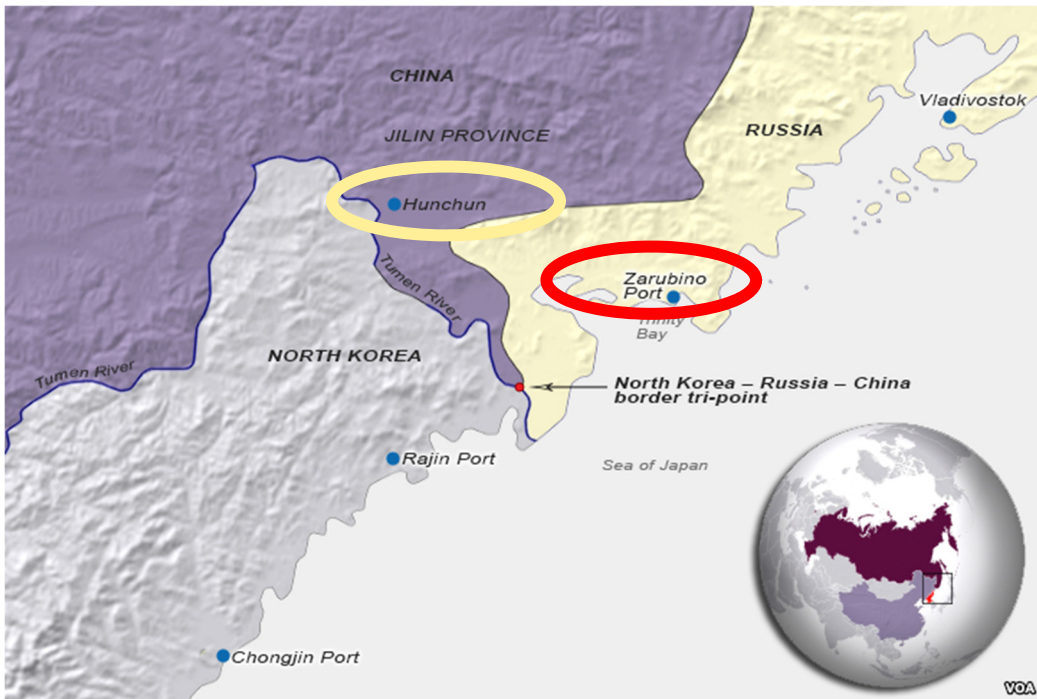 CHINA
Vladivostok
RUSSIA
JILIN PROVINCE
Hunchun
Tumen River
Zarubino
Port
Trinity
Bay
NORTH KOREA
Tumen River
North Korea – Russia – China
border tri-point
Rajin Port
Sea of Japan
Chongjin Port
VOA